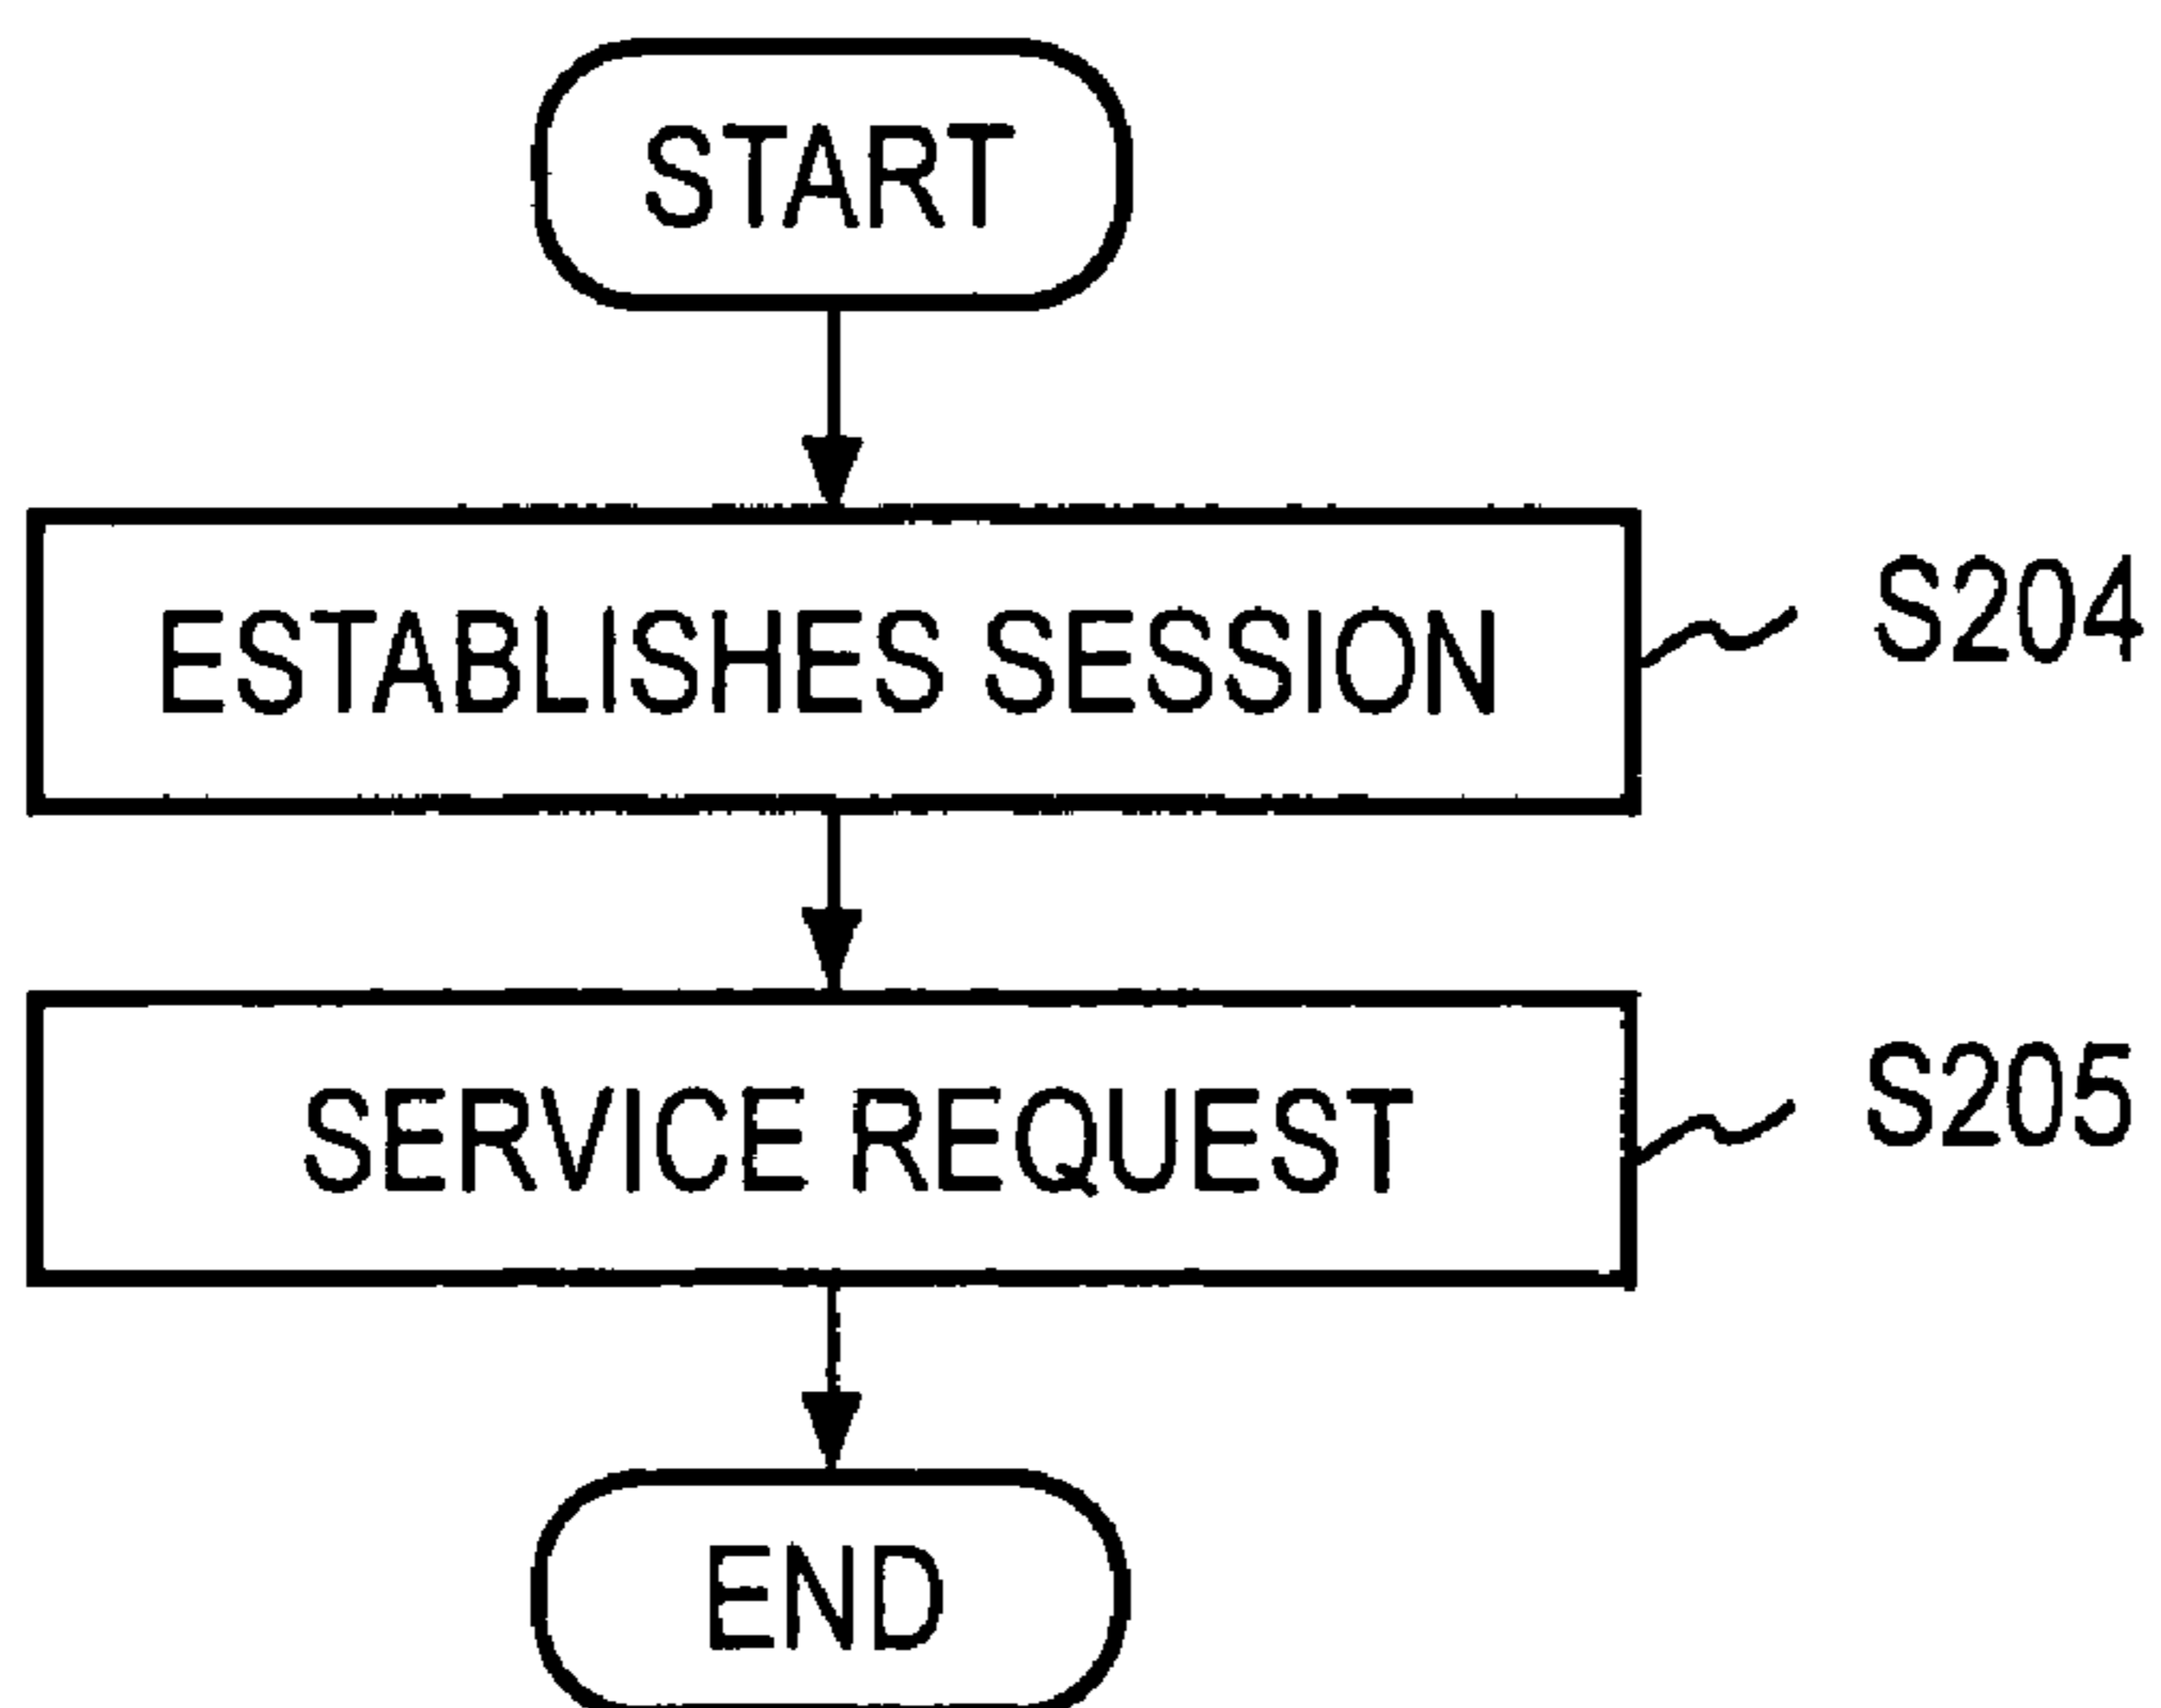 START
ESTABLISHES SESSION
S204
SERVICE REQUEST
S205
END